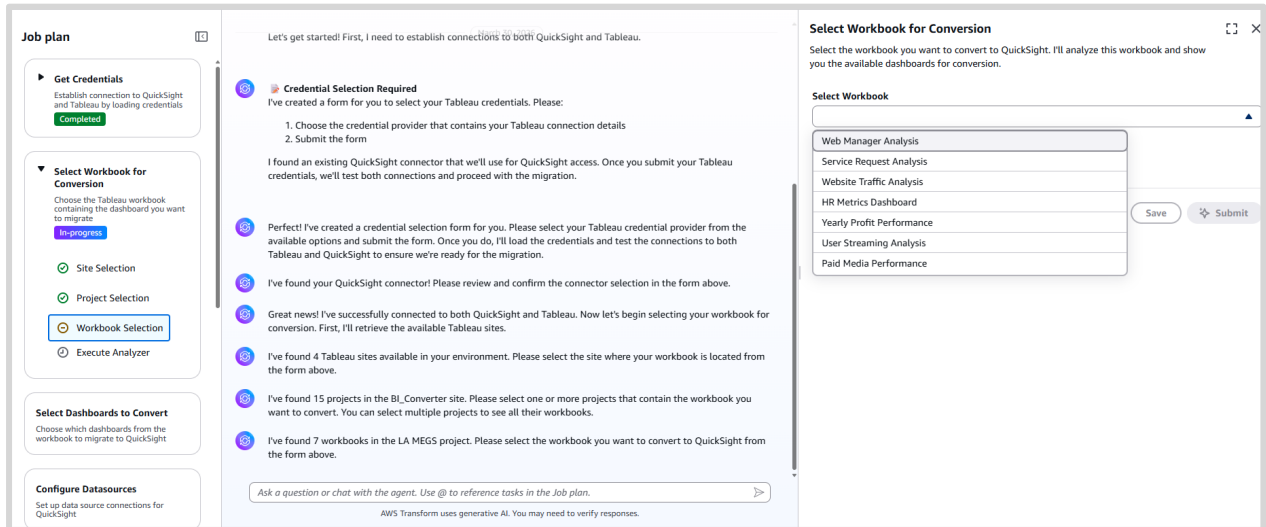 Job plan
Get Credentials
Establish connection to QuickSight
and Tableau by loading credentials
Completed
Select Workbook for
Conversion
Choose the Tableau workbook
containing the dashboard you want
to migrate
In-progress
Site Selection
Project Selection
Workbook Selection
Execute Analyzer
Select Dashboards to Convert
Choose which dashboards from the
workbook to migrate to QuickSight
Configure Datasources
Set up data source connections for
QuickSight
Let's get started! First, I need to establish connections to both QuickSight and Tableau.
Credential Selection Required
I've created a form for you to select your Tableau credentials. Please:
1. Choose the credential provider that contains your Tableau connection details
2. Submit the form
I found an existing QuickSight connector that we'll use for QuickSight access. Once you submit your Tableau
credentials, we'll test both connections and proceed with the migration.
Perfect! I've created a credential selection form for you. Please select your Tableau credential provider from the
available options and submit the form. Once you do, I'll load the credentials and test the connections to both
Tableau and QuickSight to ensure we're ready for the migration.
I've found your QuickSight connector! Please review and confirm the connector selection in the form above.
Great news! I've successfully connected to both QuickSight and Tableau. Now let's begin selecting your workbook for
conversion. First, I'll retrieve the available Tableau sites.
I've found 4 Tableau sites available in your environment. Please select the site where your workbook is located from
the form above.
I've found 15 projects in the BI_Converter site. Please select one or more projects that contain the workbook you
want to convert. You can select multiple projects to see all their workbooks.
I've found 7 workbooks in the LA MEGS project. Please select the workbook you want to convert to QuickSight from
the form above.
Ask a question or chat with the agent. Use @ to reference tasks in the Job plan.
AWS Transform uses generative AI. You may need to verify responses.
Select Workbook for Conversion
Select the workbook you want to convert to QuickSight. I'll analyze this workbook and show
you the available dashboards for conversion.
Select Workbook
Web Manager Analysis
Service Request Analysis
Website Traffic Analysis
HR Metrics Dashboard
Yearly Profit Performance
User Streaming Analysis
Paid Media Performance
Save
Submit